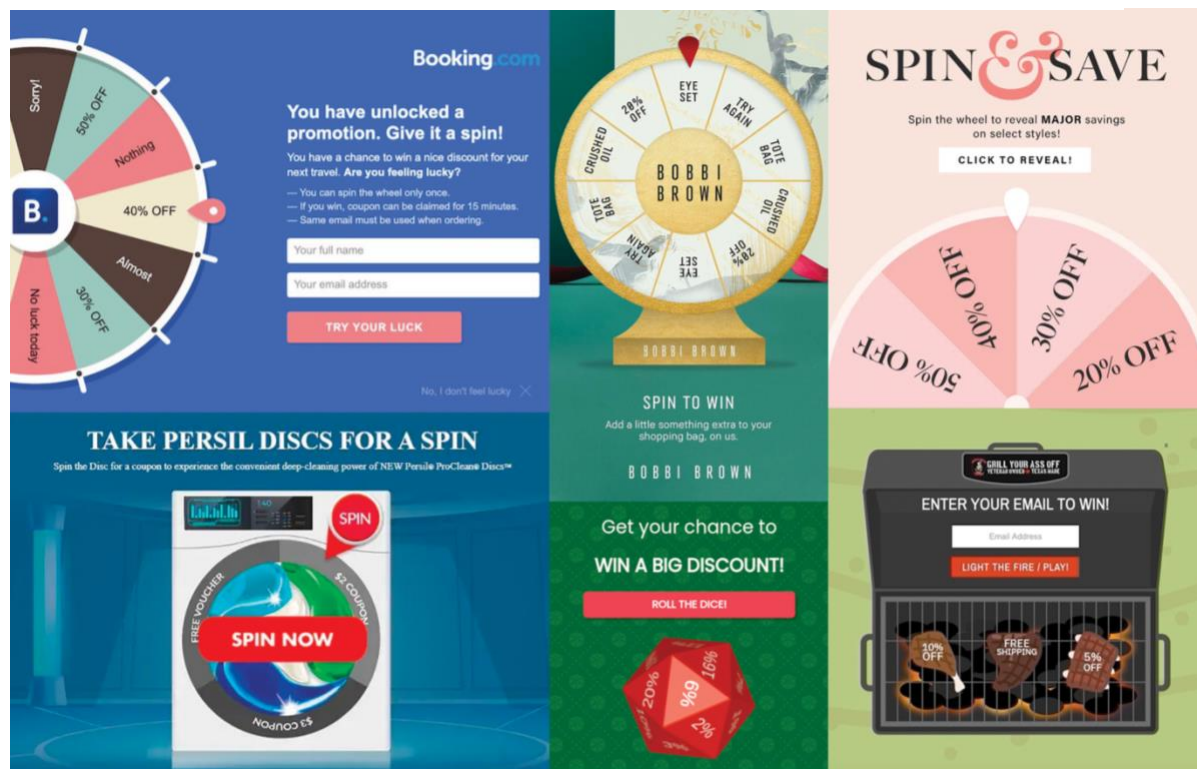 Sorry!
50% OFF
Nothing
40% OFF
Almost
30% OFF
No luck today
B.
Booking.com
You have unlocked a
promotion. Give it a spin!
You have a chance to win a nice discount for your
next travel. Are you feeling lucky?
— You can spin the wheel only once.
— If you win, coupon can be claimed for 15 minutes.
— Same email must be used when ordering.
Your full name
Your email address
TRY YOUR LUCK
No, I don't feel lucky
EYE
SET
TRY
AGAIN
TOTE
BAG
CRUSHED
OIL
20%
OFF
EYE
SET
TRY
AGAIN
TOTE
BAG
CRUSHED
OIL
20%
OFF
BOBBI
BROWN
BOBBI BROWN
SPIN TO WIN
Add a little something extra to your
shopping bag, on us.
BOBBI BROWN
SPIN & SAVE
Spin the wheel to reveal MAJOR savings
on select styles!
CLICK TO REVEAL!
50% OFF
40% OFF
30% OFF
20% OFF
TAKE PERSIL DISCS FOR A SPIN
Spin the Disc for a coupon to experience the convenient deep-cleaning power of NEW Persil® ProClean® Discs™
SPIN
FREE VOUCHER
$2 COUPON
SPIN NOW
$3 COUPON
Get your chance to
WIN A BIG DISCOUNT!
ROLL THE DICE!
20%
16%
6%
2%
3%
GRILL YOUR ASS OFF
VETERAN OWNED TEXAS MADE
ENTER YOUR EMAIL TO WIN!
Email Address
LIGHT THE FIRE / PLAY!
10%
OFF
FREE
SHIPPING
5%
OFF